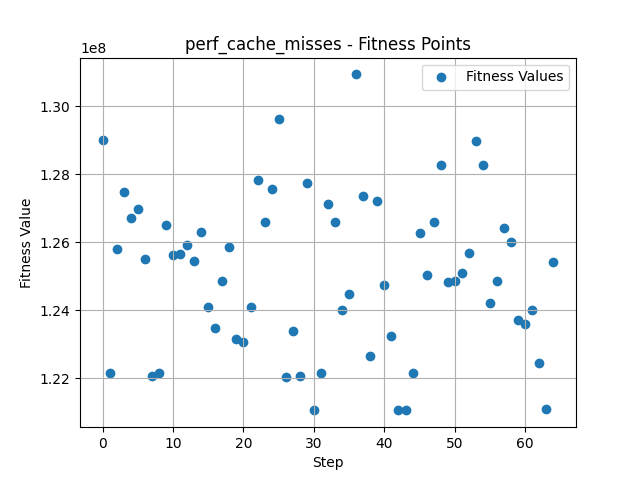 perf_cache_misses - Fitness Points
1e8
Fitness Values
1.30
1.28
1.26
1.24
1.22
Fitness Value
0 10 20 30 40 50 60
Step